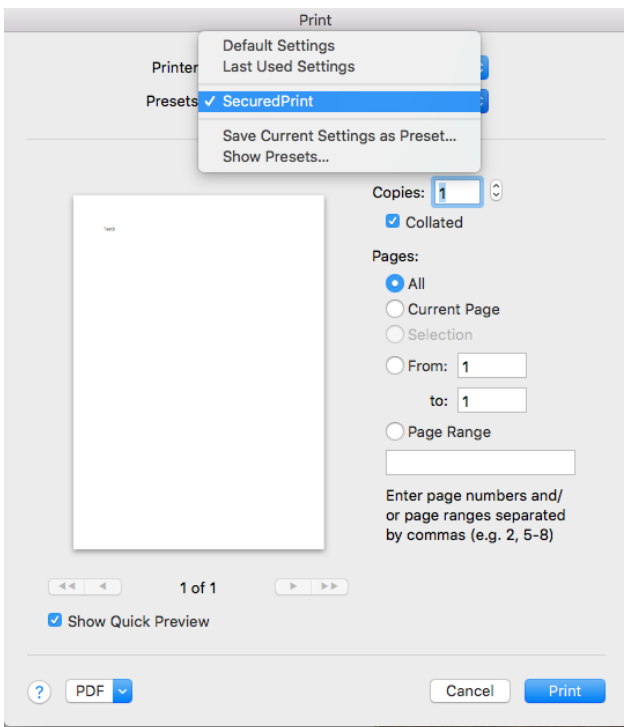 Print
Default Settings
Printer
Last Used Settings
Presets ✓ SecuredPrint
Save Current Settings as Preset...
Show Presets...
Copies: 1
Collated
Pages:
All
Current Page
Selection
From: 1
to: 1
Page Range
Enter page numbers and/
or page ranges separated
by commas (e.g. 2, 5-8)
1 of 1
Show Quick Preview
? PDF Cancel Print